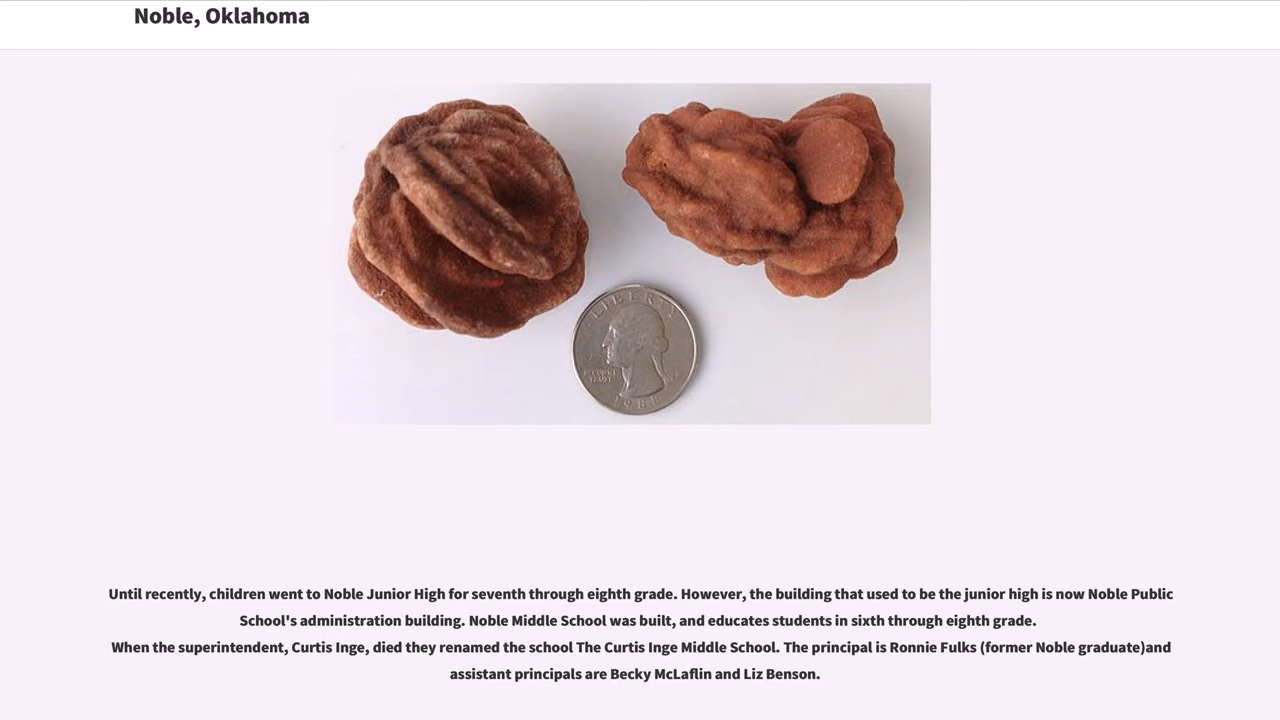 Noble, Oklahoma
LIBERTY
TRUST
1988
Until recently, children went to Noble Junior High for seventh through eighth grade. However, the building that used to be the junior high is now Noble Public
School's administration building. Noble Middle School was built, and educates students in sixth through eighth grade.
When the superintendent, Curtis Inge, died they renamed the school The Curtis Inge Middle School. The principal is Ronnie Fulks (former Noble graduate)and
assistant principals are Becky McLaflin and Liz Benson.